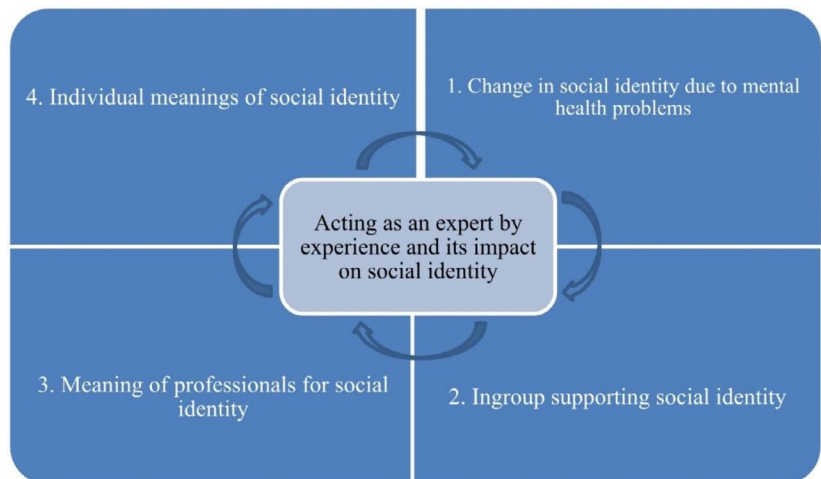 4. Individual meanings of social identity
1. Change in social identity due to mental
health problems
Acting as an expert by
experience and its impact
on social identity
3. Meaning of professionals for social
identity
2. Ingroup supporting social identity